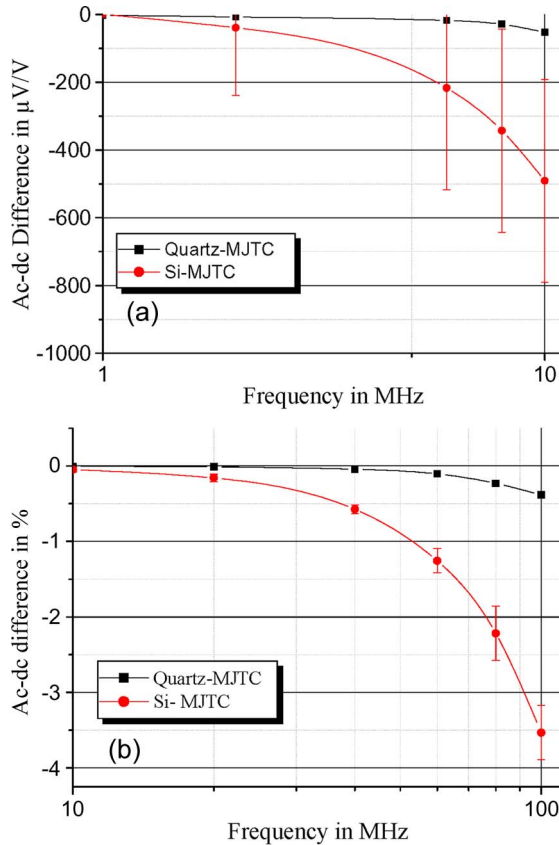 0
-200
-400
-600
-800
-1000
Ac-dc Difference in µV/V
Quartz-MJTC
Si-MJTC
(a)
1
10
Frequency in MHz
0
-1
-2
-3
-4
Ac-dc difference in %
Quartz-MJTC
Si- MJTC
(b)
10
100
Frequency in MHz